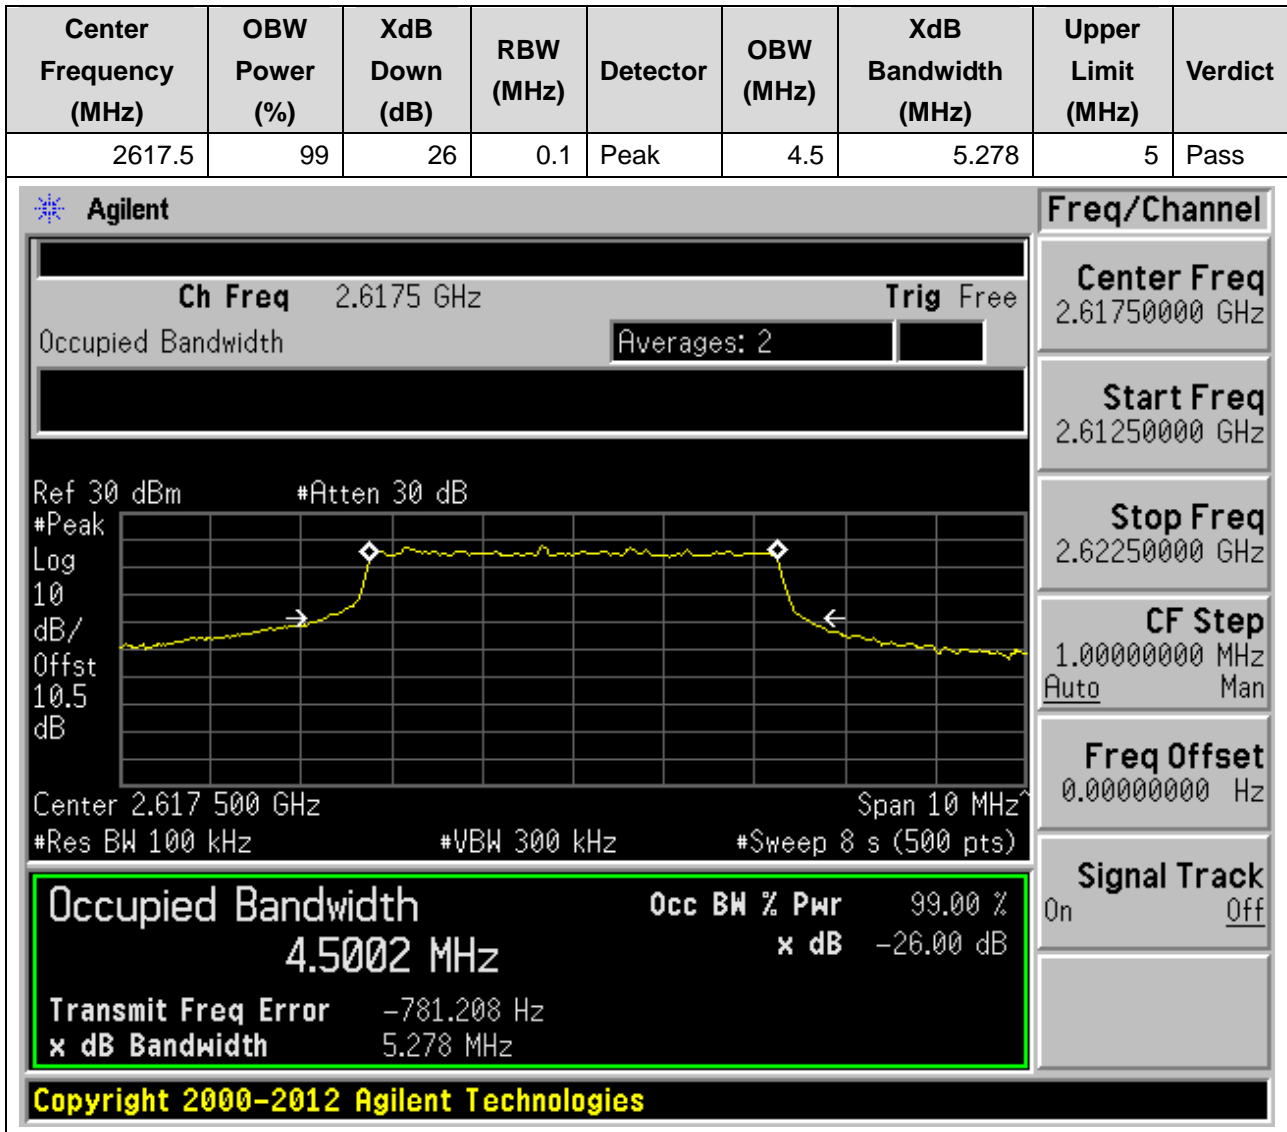 Center Frequency (MHz) OBW Power (%) XdB Down (dB) RBW (MHz) Detector OBW (MHz) XdB Bandwidth (MHz) Upper Limit (MHz) Verdict
2617.5 99 26 0.1 Peak 4.5 5.278 5 Pass
Agilent
Freq/Channel
Ch Freq 2.6175 GHz Trig Free
Occupied Bandwidth Averages: 2
Center Freq
2.61750000 GHz
Start Freq
2.61250000 GHz
Stop Freq
2.62250000 GHz
CF Step
1.00000000 MHz
Auto Man
Freq Offset
0.00000000 Hz
Signal Track
On Off
Ref 30 dBm #Atten 30 dB
#Peak
Log
10
dB/
Offst
10.5
dB
Center 2.617 500 GHz Span 10 MHz^
#Res BW 100 kHz #VBW 300 kHz #Sweep 8 s (500 pts)
Occupied Bandwidth Occ BW % Pwr 99.00 %
4.5002 MHz x dB -26.00 dB
Transmit Freq Error -781.208 Hz
x dB Bandwidth 5.278 MHz
Copyright 2000-2012 Agilent Technologies